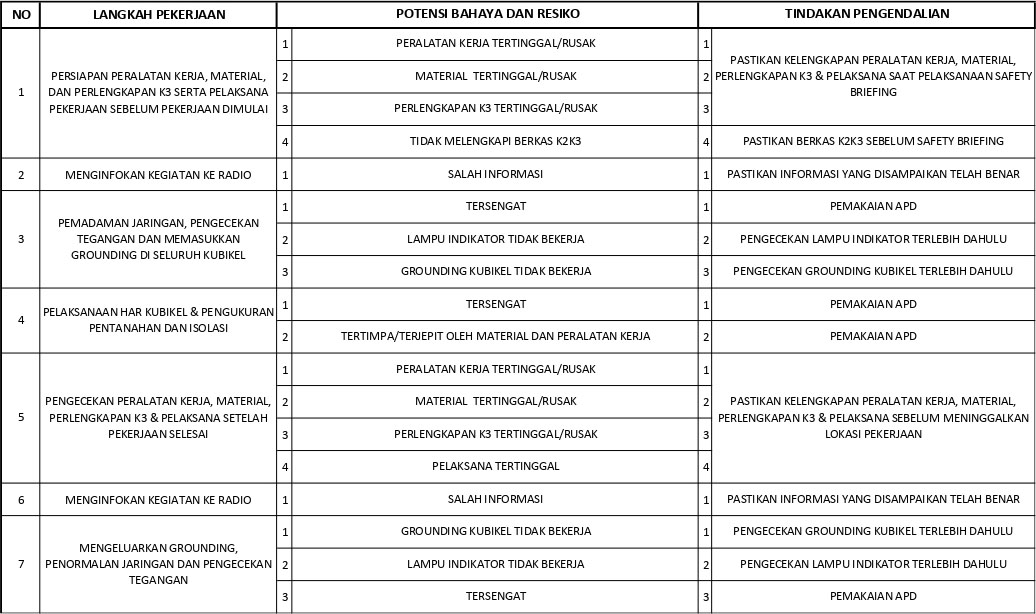 NO LANGKAH PEKERJAAN POTENSI BAHAYA DAN RESIKO TINDAKAN PENGENDALIAN
1
PERSIAPAN PERALATAN KERJA, MATERIAL,
DAN PERLENGKAPAN K3 SERTA PELAKSANA
PEKERJAAN SEBELUM PEKERJAAN DIMULAI
1 PERALATAN KERJA TERTINGGAL/RUSAK
2 MATERIAL TERTINGGAL/RUSAK
3 PERLENGKAPAN K3 TERTINGGAL/RUSAK
4 TIDAK MELENGKAPI BERKAS K2K3
1
2
3
PASTIKAN KELENGKAPAN PERALATAN KERJA, MATERIAL,
PERLENGKAPAN K3 & PELAKSANA SAAT PELAKSANAAN SAFETY
BRIEFING
4 PASTIKAN BERKAS K2K3 SEBELUM SAFETY BRIEFING
2 MENGINFOKAN KEGIATAN KE RADIO 1 SALAH INFORMASI 1 PASTIKAN INFORMASI YANG DISAMPAIKAN TELAH BENAR
3
PEMADAMAN JARINGAN, PENGECEKAN
TEGANGAN DAN MEMASUKKAN
GROUNDING DI SELURUH KUBIKEL
1 TERSENGAT 1 PEMAKAIAN APD
2 LAMPU INDIKATOR TIDAK BEKERJA 2 PENGECEKAN LAMPU INDIKATOR TERLEBIH DAHULU
3 GROUNDING KUBIKEL TIDAK BEKERJA 3 PENGECEKAN GROUNDING KUBIKEL TERLEBIH DAHULU
4
PELAKSANAAN HAR KUBIKEL & PENGUKURAN
PENTANAHAN DAN ISOLASI
1 TERSENGAT 1 PEMAKAIAN APD
2 TERTIMPA/TERJEPIT OLEH MATERIAL DAN PERALATAN KERJA 2 PEMAKAIAN APD
5
PENGECEKAN PERALATAN KERJA, MATERIAL,
PERLENGKAPAN K3 & PELAKSANA SETELAH
PEKERJAAN SELESAI
1 PERALATAN KERJA TERTINGGAL/RUSAK
2 MATERIAL TERTINGGAL/RUSAK
3 PERLENGKAPAN K3 TERTINGGAL/RUSAK
4 PELAKSANA TERTINGGAL
1
2
3
4
PASTIKAN KELENGKAPAN PERALATAN KERJA, MATERIAL,
PERLENGKAPAN K3 & PELAKSANA SEBELUM MENINGGALKAN
LOKASI PEKERJAAN
6 MENGINFOKAN KEGIATAN KE RADIO 1 SALAH INFORMASI 1 PASTIKAN INFORMASI YANG DISAMPAIKAN TELAH BENAR
7
MENGELUARKAN GROUNDING,
PENORMALAN JARINGAN DAN PENGECEKAN
TEGANGAN
1 GROUNDING KUBIKEL TIDAK BEKERJA 1 PENGECEKAN GROUNDING KUBIKEL TERLEBIH DAHULU
2 LAMPU INDIKATOR TIDAK BEKERJA 2 PENGECEKAN LAMPU INDIKATOR TERLEBIH DAHULU
3 TERSENGAT 3 PEMAKAIAN APD